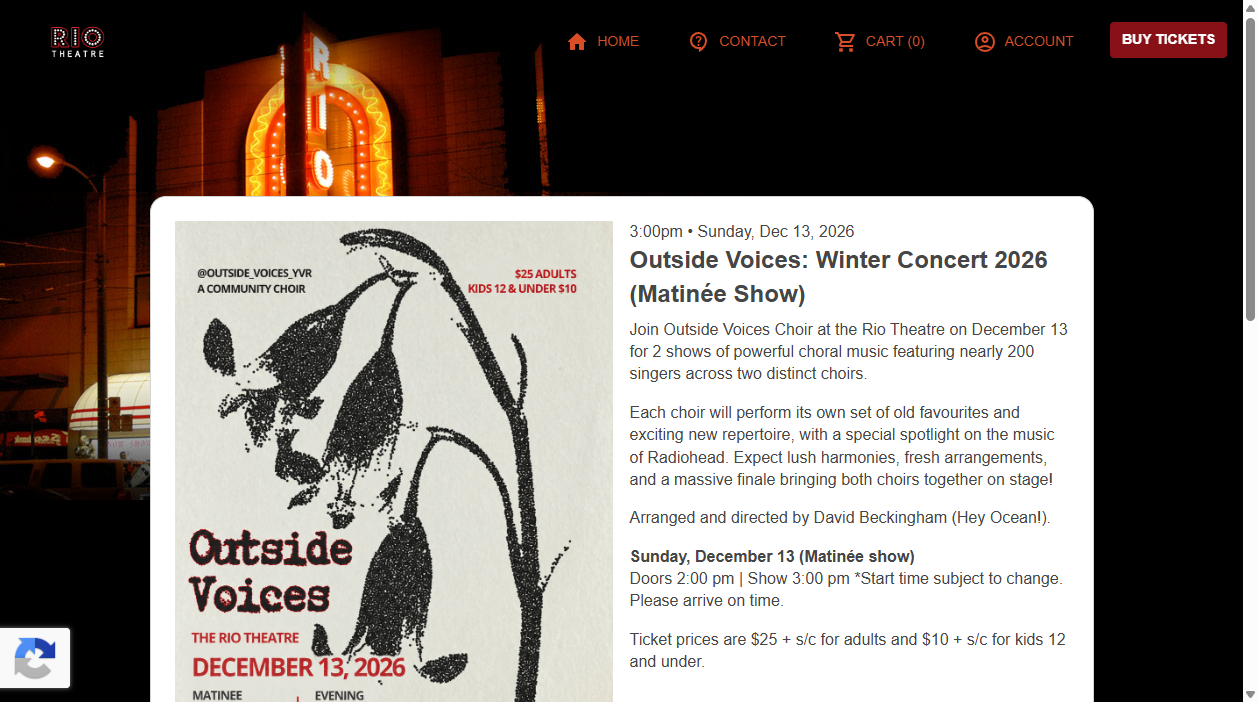 RIO
THEATRE
HOME
CONTACT
CART (0)
ACCOUNT
BUY TICKETS
RIO
@OUTSIDE_VOICES_YVR
A COMMUNITY CHOIR
$25 ADULTS
KIDS 12 & UNDER $10
Outside
Voices
THE RIO THEATRE
DECEMBER 13, 2026
MATINEE
EVENING
3:00pm • Sunday, Dec 13, 2026
Outside Voices: Winter Concert 2026
(Matinée Show)
Join Outside Voices Choir at the Rio Theatre on December 13
for 2 shows of powerful choral music featuring nearly 200
singers across two distinct choirs.
Each choir will perform its own set of old favourites and
exciting new repertoire, with a special spotlight on the music
of Radiohead. Expect lush harmonies, fresh arrangements,
and a massive finale bringing both choirs together on stage!
Arranged and directed by David Beckingham (Hey Ocean!).
Sunday, December 13 (Matinée show)
Doors 2:00 pm | Show 3:00 pm *Start time subject to change.
Please arrive on time.
Ticket prices are $25 + s/c for adults and $10 + s/c for kids 12
and under.